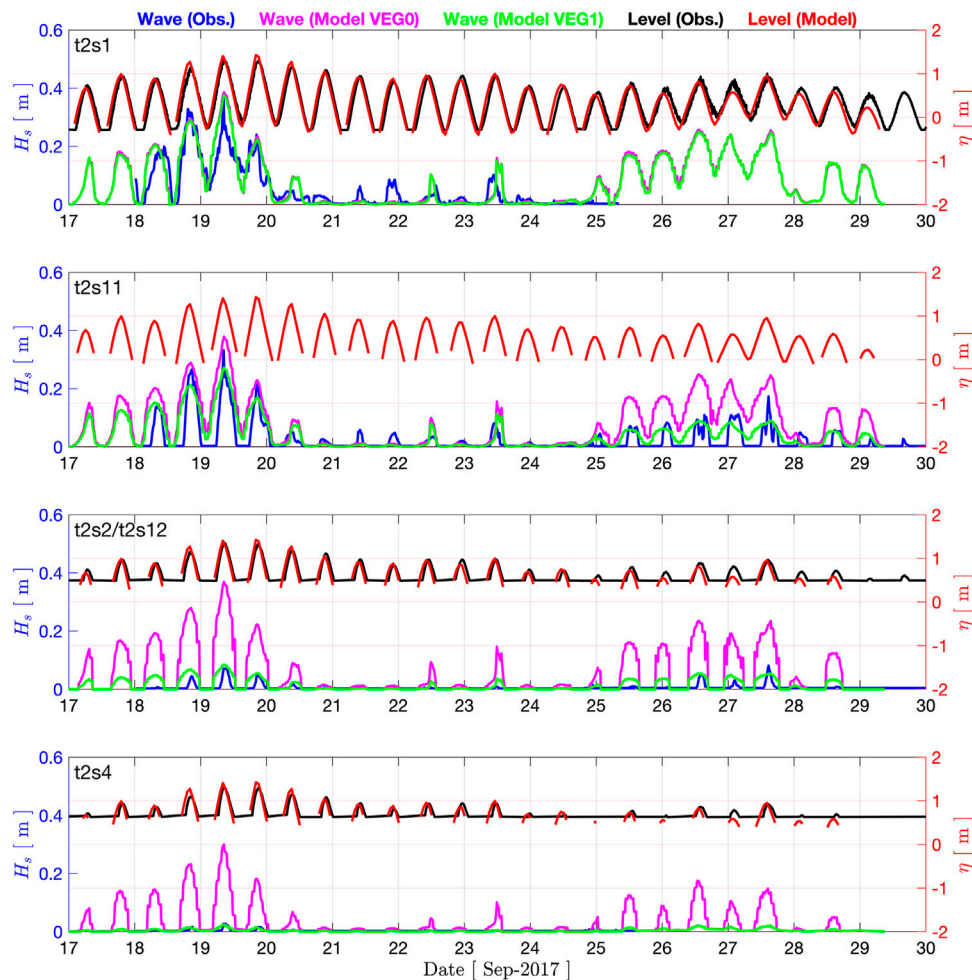 Wave (Obs.) Wave (Model VEG0) Wave (Model VEG1) Level (Obs.) Level (Model)
t2s1
0.6 0.4 0.2 0
H_s [ m ]
2 1 0 -1 -2
η [ m ]
17 18 19 20 21 22 23 24 25 26 27 28 29 30
t2s11
0.6 0.4 0.2 0
H_s [ m ]
2 1 0 -1 -2
η [ m ]
17 18 19 20 21 22 23 24 25 26 27 28 29 30
t2s2/t2s12
0.6 0.4 0.2 0
H_s [ m ]
2 1 0 -1 -2
η [ m ]
17 18 19 20 21 22 23 24 25 26 27 28 29 30
t2s4
0.6 0.4 0.2 0
H_s [ m ]
2 1 0 -1 -2
η [ m ]
17 18 19 20 21 22 23 24 25 26 27 28 29 30
Date [ Sep-2017 ]